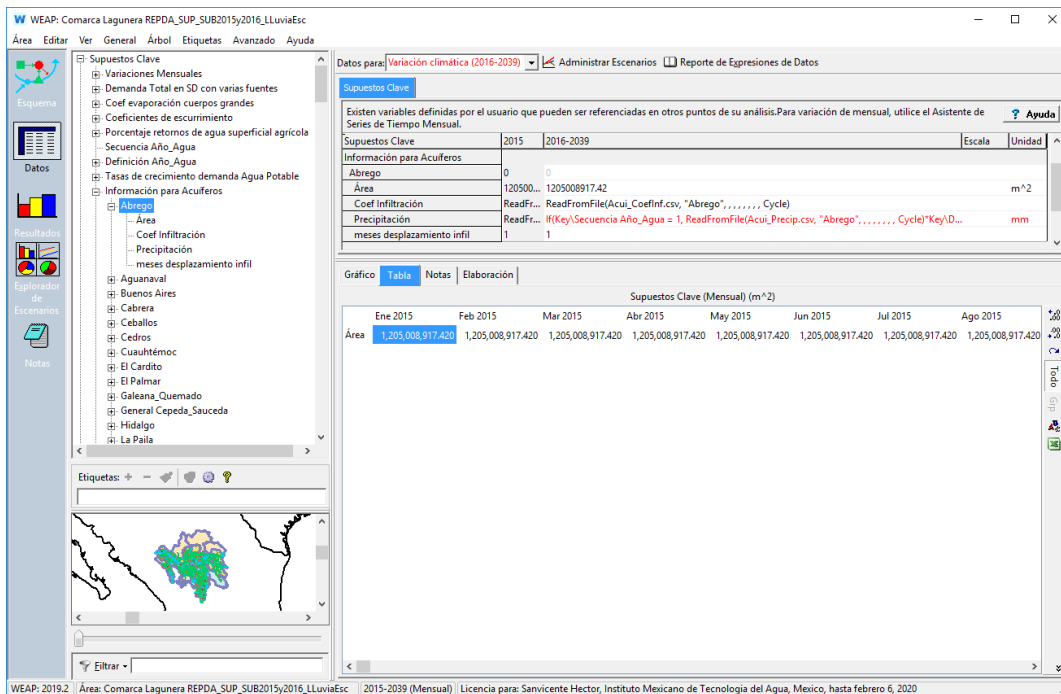 WEAP: Comarca Lagunera REPDA_SUP_SUB2015y2016_LLuviaEsc
Área Editar Ver General Árbol Etiquetas Avanzado Ayuda
Esquema
Datos
Resultados
Explorador de Escenarios
Notas
Supuestos Clave
Variaciones Mensuales
Demanda Total en SD con varias fuentes
Coef evaporación cuerpos grandes
Coeficientes de escurrimiento
Porcentaje retornos de agua superficial agrícola
Secuencia Año_Agua
Definición Año_Agua
Tasas de crecimiento demanda Agua Potable
Información para Acuíferos
Abrego
Área
Coef Infiltración
Precipitación
meses desplazamiento infil
Aguanaval
Buenos Aires
Cabrera
Ceballos
Cedros
Cuauhtémoc
El Cardito
El Palmar
Galeana_Quemado
General Cepeda_Sauceda
Hidalgo
La Paila
Etiquetas:
Filtrar
Datos para: Variación climática (2016-2039) Administrar Escenarios Reporte de Expresiones de Datos
Supuestos Clave
Existen variables definidas por el usuario que pueden ser referenciadas en otros puntos de su análisis.Para variación de mensual, utilice el Asistente de
Series de Tiempo Mensual.
? Ayuda
Supuestos Clave 2015 2016-2039 Escala Unidad
Información para Acuíferos
Abrego 0 0
Área 120500... 1205008917.42 m^2
Coef Infiltración ReadFr... ReadFromFile(Acui_CoefInf.csv, "Abrego", , , , , , , Cycle)
Precipitación ReadFr... If(Key\Secuencia Año_Agua = 1, ReadFromFile(Acui_Precip.csv, "Abrego", , , , , , , Cycle)*Key\D... mm
meses desplazamiento infil 1 1
Gráfico Tabla Notas Elaboración
Supuestos Clave (Mensual) (m^2)
Ene 2015 Feb 2015 Mar 2015 Abr 2015 May 2015 Jun 2015 Jul 2015 Ago 2015
Área 1,205,008,917.420 1,205,008,917.420 1,205,008,917.420 1,205,008,917.420 1,205,008,917.420 1,205,008,917.420 1,205,008,917.420 1,205,008,917.420
Todo
Grp
WEAP: 2019.2 Área: Comarca Lagunera REPDA_SUP_SUB2015y2016_LLuviaEsc 2015-2039 (Mensual) Licencia para: Sanvicente Hector, Instituto Mexicano de Tecnologia del Agua, Mexico, hasta febrero 6, 2020